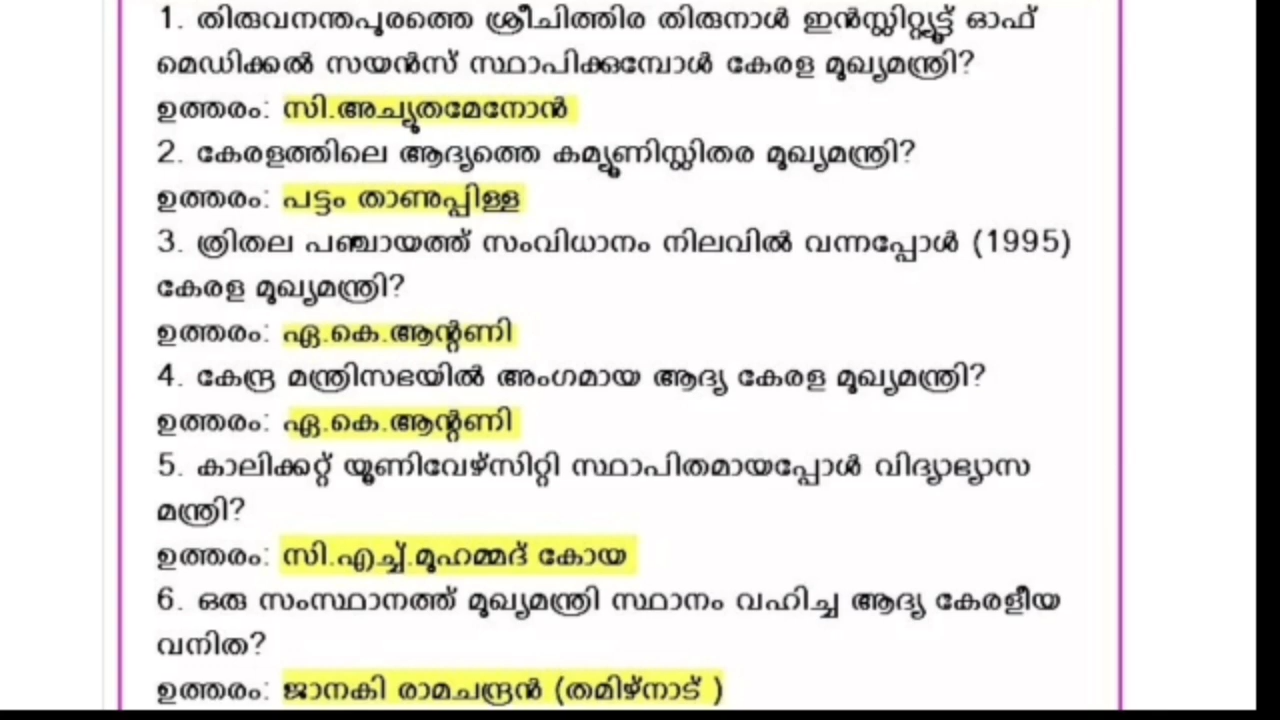 1. തിരുവനന്തപുരത്തെ ശ്രീചിത്തിര തിരുനാൾ ഇൻസ്റ്റിറ്റ്യൂട്ട് ഓഫ്
മെഡിക്കൽ സയൻസ് സ്ഥാപിക്കുമ്പോൾ കേരള മുഖ്യമന്ത്രി?
ഉത്തരം: സി.അച്യുതമേനോൻ
2. കേരളത്തിലെ ആദ്യത്തെ കമ്യൂണിസ്റ്റിതര മുഖ്യമന്ത്രി?
ഉത്തരം: പട്ടം താണുപ്പിള്ള
3. ത്രിതല പഞ്ചായത്ത് സംവിധാനം നിലവിൽ വന്നപ്പോൾ (1995)
കേരള മുഖ്യമന്ത്രി?
ഉത്തരം: ഏ.കെ.ആന്റണി
4. കേന്ദ്ര മന്ത്രിസഭയിൽ അംഗമായ ആദ്യ കേരള മുഖ്യമന്ത്രി?
ഉത്തരം: ഏ.കെ.ആന്റണി
5. കാലിക്കറ്റ് യൂണിവേഴ്സിറ്റി സ്ഥാപിതമായപ്പോൾ വിദ്യാഭ്യാസ
മന്ത്രി?
ഉത്തരം: സി.എച്ച്.മുഹമ്മദ് കോയ
6. ഒരു സംസ്ഥാനത്ത് മുഖ്യമന്ത്രി സ്ഥാനം വഹിച്ച ആദ്യ കേരളീയ
വനിത?
ഉത്തരം: ജാനകി രാമചന്ദ്രൻ (തമിഴ്നാട് )